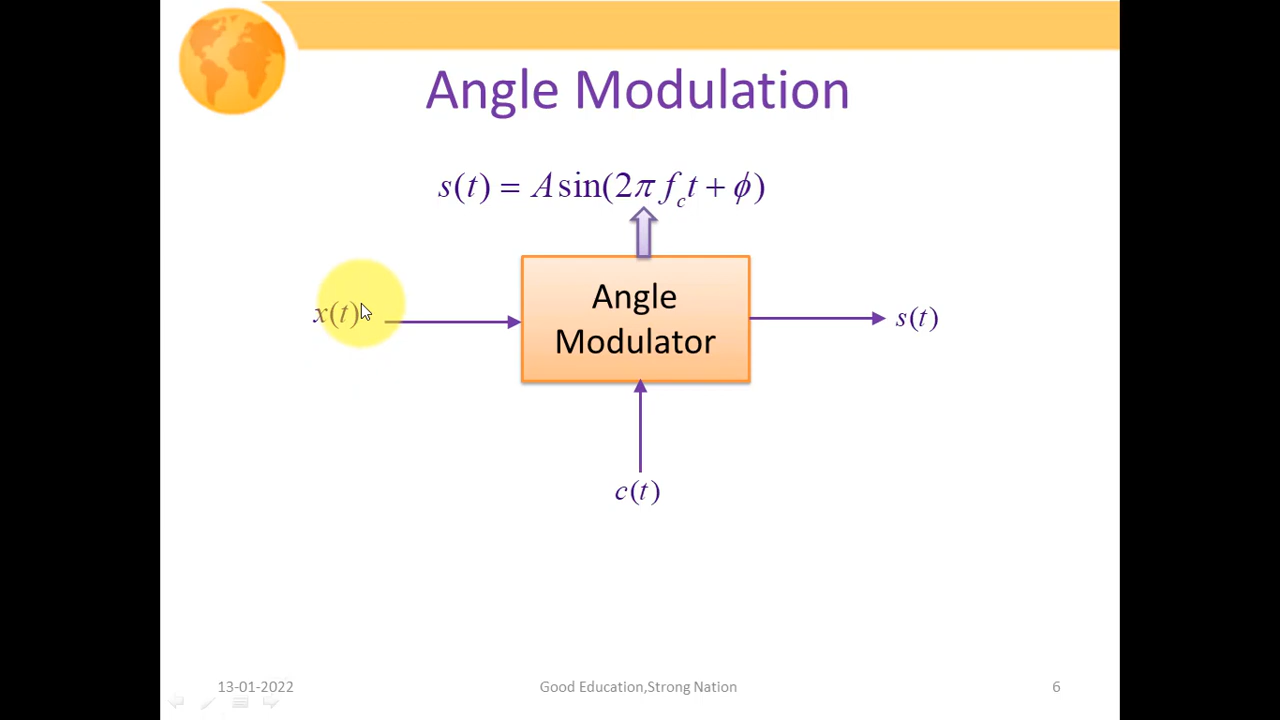 Angle Modulation
s(t) = A sin(2π f_c t + ϕ)
x(t)
Angle
Modulator
s(t)
c(t)
13-01-2022
Good Education,Strong Nation
6